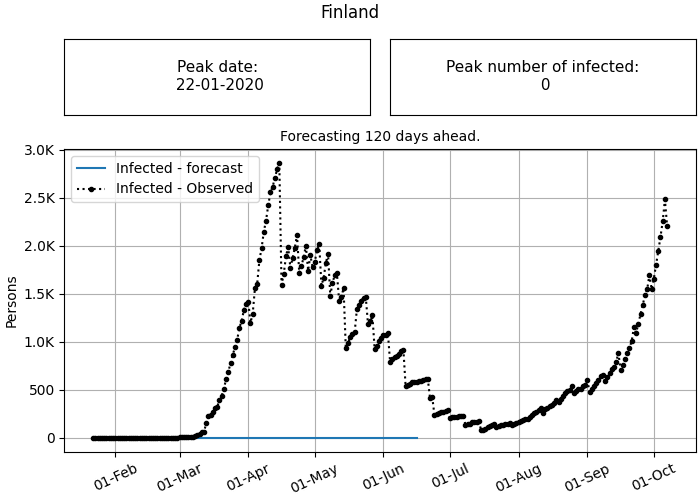 Finland
Peak date:
22-01-2020
Peak number of infected:
0
Forecasting 120 days ahead.
Infected - forecast
Infected - Observed
Persons
3.0K
2.5K
2.0K
1.5K
1.0K
500
0
01-Feb
01-Mar
01-Apr
01-May
01-Jun
01-Jul
01-Aug
01-Sep
01-Oct